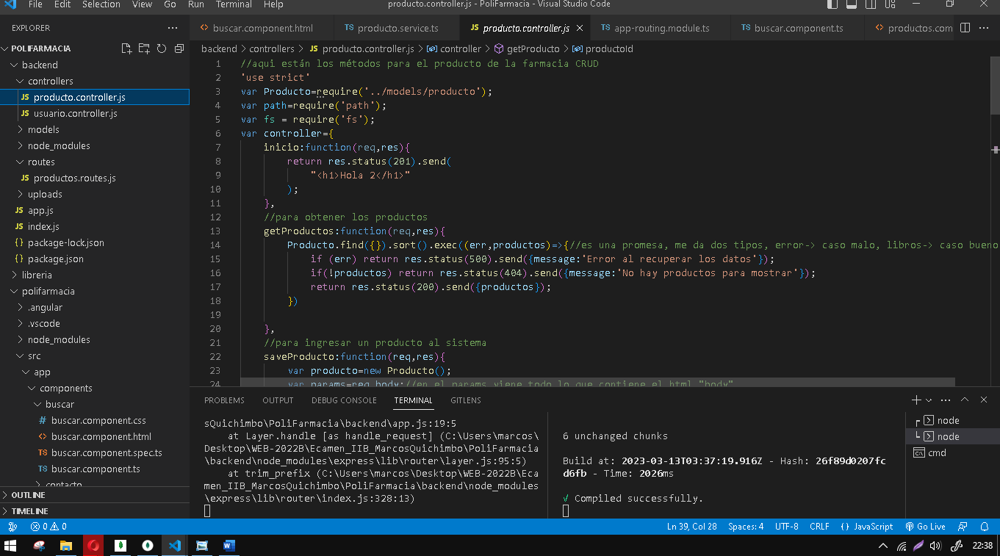 File Edit Selection View Go Run Terminal Help
producto.controller.js - PoliFarmacia - Visual Studio Code
EXPLORER
POLIFARMACIA
backend
controllers
JS producto.controller.js
JS usuario.controller.js
models
node_modules
routes
JS productos.routes.js
uploads
JS app.js
JS index.js
{} package-lock.json
{} package.json
libreria
polifarmacia
.angular
.vscode
node_modules
src
app
components
buscar
# buscar.component.css
<> buscar.component.html
TS buscar.component.spec.ts
TS buscar.component.ts
contacto
OUTLINE
TIMELINE
<> buscar.component.html
TS producto.service.ts
JS producto.controller.js
TS app-routing.module.ts
TS buscar.component.ts
<> productos.com
backend > controllers > JS producto.controller.js > controller > getProducto > productoId
1 //aqui están los métodos para el producto de la farmacia CRUD
2 'use strict'
3 var Producto=require('../models/producto');
4 var path=require('path');
5 var fs = require('fs');
6 var controller={
7 inicio:function(req,res){
8 return res.status(201).send(
9 "<h1>Hola 2</h1>"
10 );
11 },
12 //para obtener los productos
13 getProductos:function(req,res){
14 Producto.find({}).sort().exec((err,productos)=>{//es una promesa, me da dos tipos, error-> caso malo, libros-> caso bueno
15 if (err) return res.status(500).send({message:'Error al recuperar los datos'});
16 if(!productos) return res.status(404).send({message:'No hay productos para mostrar'});
17 return res.status(200).send({productos});
18 })
19
20 },
21 //para ingresar un producto al sistema
22 saveProducto:function(req,res){
23 var producto=new Producto();
24 var params=req.body;//en el params viene todo lo que contiene el html "body"
PROBLEMS OUTPUT DEBUG CONSOLE TERMINAL GITLENS
sQuichimbo\PoliFarmacia\backend\app.js:19:5
at Layer.handle [as handle_request] (C:\Users\marcos\
Desktop\WEB-2022B\Ecamen_IIB_MarcosQuichimbo\PoliFarmacia
\backend\node_modules\express\lib\router\layer.js:95:5)
at trim_prefix (C:\Users\marcos\Desktop\WEB-2022B\Eca
men_IIB_MarcosQuichimbo\PoliFarmacia\backend\node_modules
\express\lib\router\index.js:328:13)
6 unchanged chunks
Build at: 2023-03-13T03:37:19.916Z - Hash: 26f89d0207fc
d6fb - Time: 2026ms
√ Compiled successfully.
node
node
cmd
0 0
Ln 39, Col 28 Spaces: 4 UTF-8 CRLF {} JavaScript Go Live
22:38